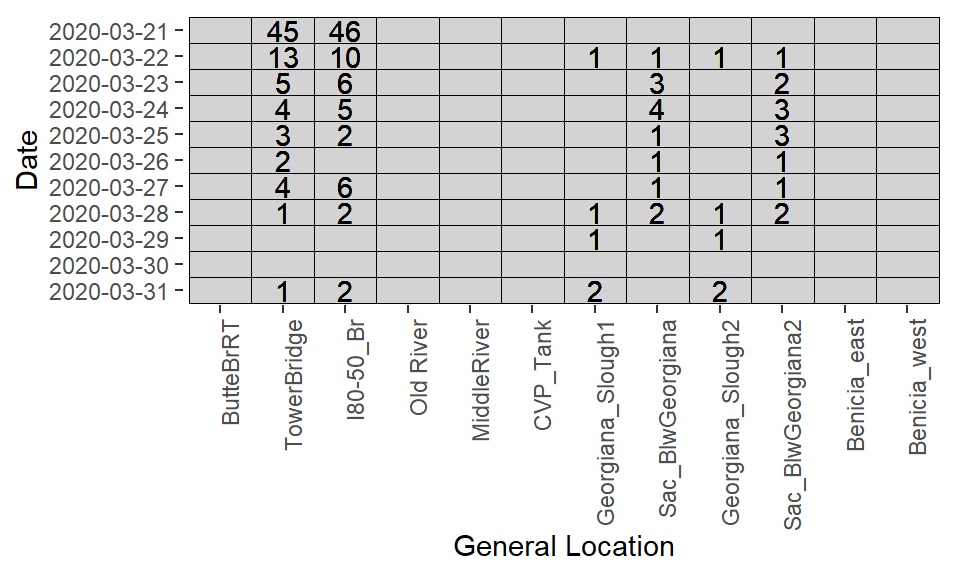 Date
2020-03-21 45 46
2020-03-22 13 10 1 1 1 1
2020-03-23 5 6 3 2
2020-03-24 4 5 4 3
2020-03-25 3 2 1 3
2020-03-26 2 1 1
2020-03-27 4 6 1 1
2020-03-28 1 2 1 2 1 2
2020-03-29 1 1
2020-03-30
2020-03-31 1 2 2 2
ButteBrRT
TowerBridge
I80-50_Br
Old River
MiddleRiver
CVP_Tank
Georgiana_Slough1
Sac_BlwGeorgiana
Georgiana_Slough2
Sac_BlwGeorgiana2
Benicia_east
Benicia_west
General Location